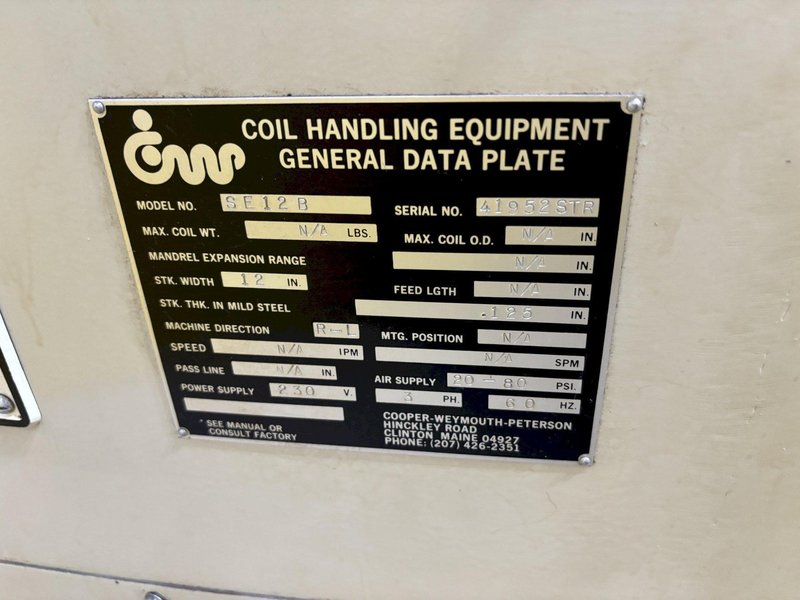 cwp COIL HANDLING EQUIPMENT
GENERAL DATA PLATE
MODEL NO. SE12B SERIAL NO. 41952STR
MAX. COIL WT. N/A LBS. MAX. COIL O.D. N/A IN.
MANDREL EXPANSION RANGE N/A IN.
STK. WIDTH 12 IN. FEED LGTH N/A IN.
STK. THK. IN MILD STEEL .125 IN.
MACHINE DIRECTION R-L MTG. POSITION N/A
SPEED N/A IPM N/A SPM
PASS LINE N/A IN. AIR SUPPLY 20-80 PSI.
POWER SUPPLY 230 V. 3 PH. 60 HZ.
*SEE MANUAL OR
CONSULT FACTORY
COOPER-WEYMOUTH-PETERSON
HINCKLEY ROAD
CLINTON MAINE 04927
PHONE: (207) 426-2351